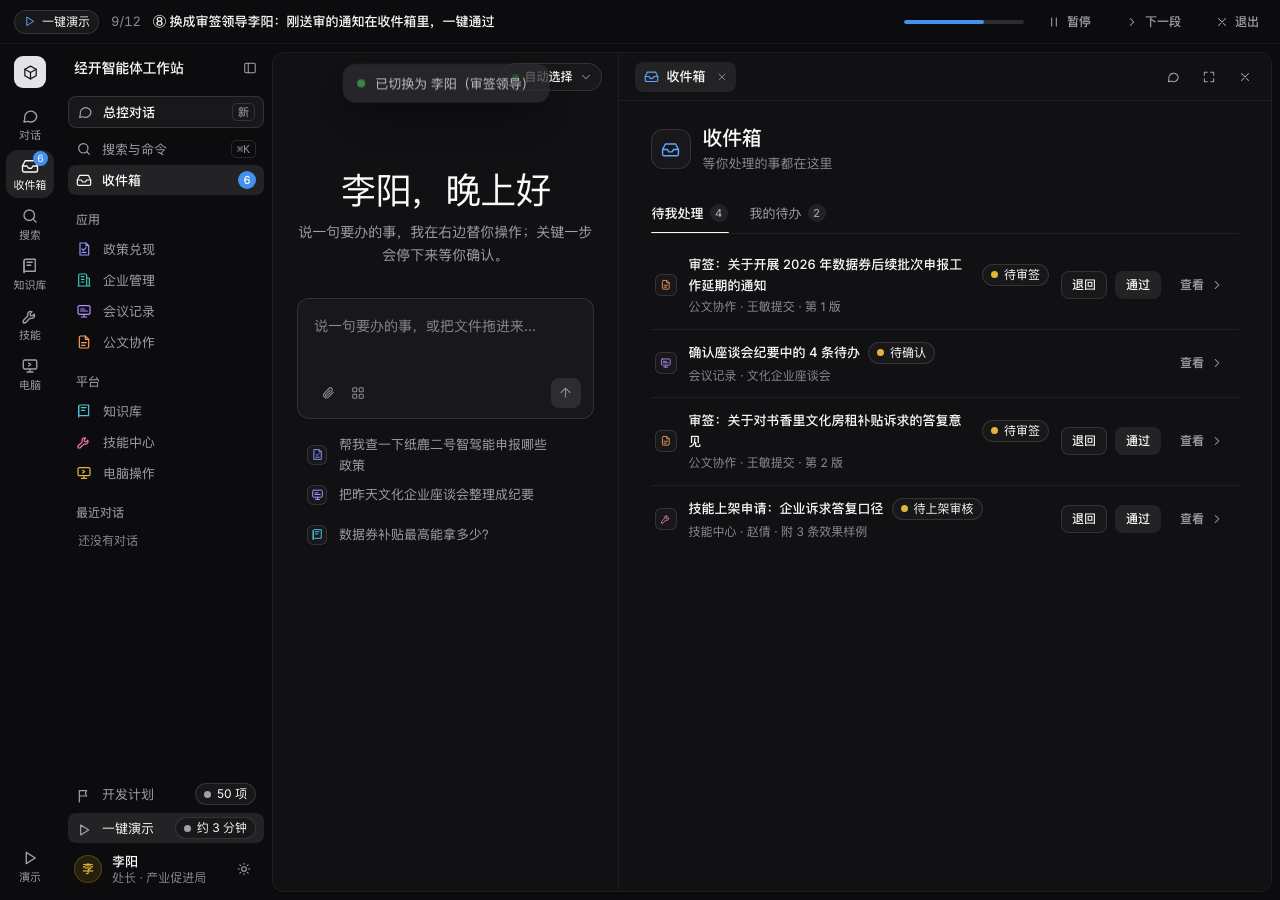 一键演示
9/12
⑧ 换成审签领导李阳：刚送审的通知在收件箱里，一键通过
暂停
下一段
退出
对话
6
收件箱
搜索
知识库
技能
电脑
演示
经开智能体工作站
总控对话
新
搜索与命令
⌘K
收件箱
6
应用
政策兑现
企业管理
会议记录
公文协作
平台
知识库
技能中心
电脑操作
最近对话
还没有对话
开发计划
50 项
一键演示
约 3 分钟
李
李阳
处长 · 产业促进局
已切换为 李阳（审签领导）
自动选择
李阳，晚上好
说一句要办的事，我在右边替你操作；关键一步
会停下来等你确认。
说一句要办的事，或把文件拖进来...
帮我查一下纸鹿二号智驾能申报哪些
政策
把昨天文化企业座谈会整理成纪要
数据券补贴最高能拿多少?
收件箱
收件箱
等你处理的事都在这里
待我处理
4
我的待办
2
审签：关于开展 2026 年数据券后续批次申报工
作延期的通知
待审签
公文协作 · 王敏提交 · 第 1 版
退回
通过
查看
确认座谈会纪要中的 4 条待办
待确认
会议记录 · 文化企业座谈会
查看
审签：关于对书香里文化房租补贴诉求的答复意
见
待审签
公文协作 · 王敏提交 · 第 2 版
退回
通过
查看
技能上架申请：企业诉求答复口径
待上架审核
技能中心 · 赵倩 · 附 3 条效果样例
退回
通过
查看